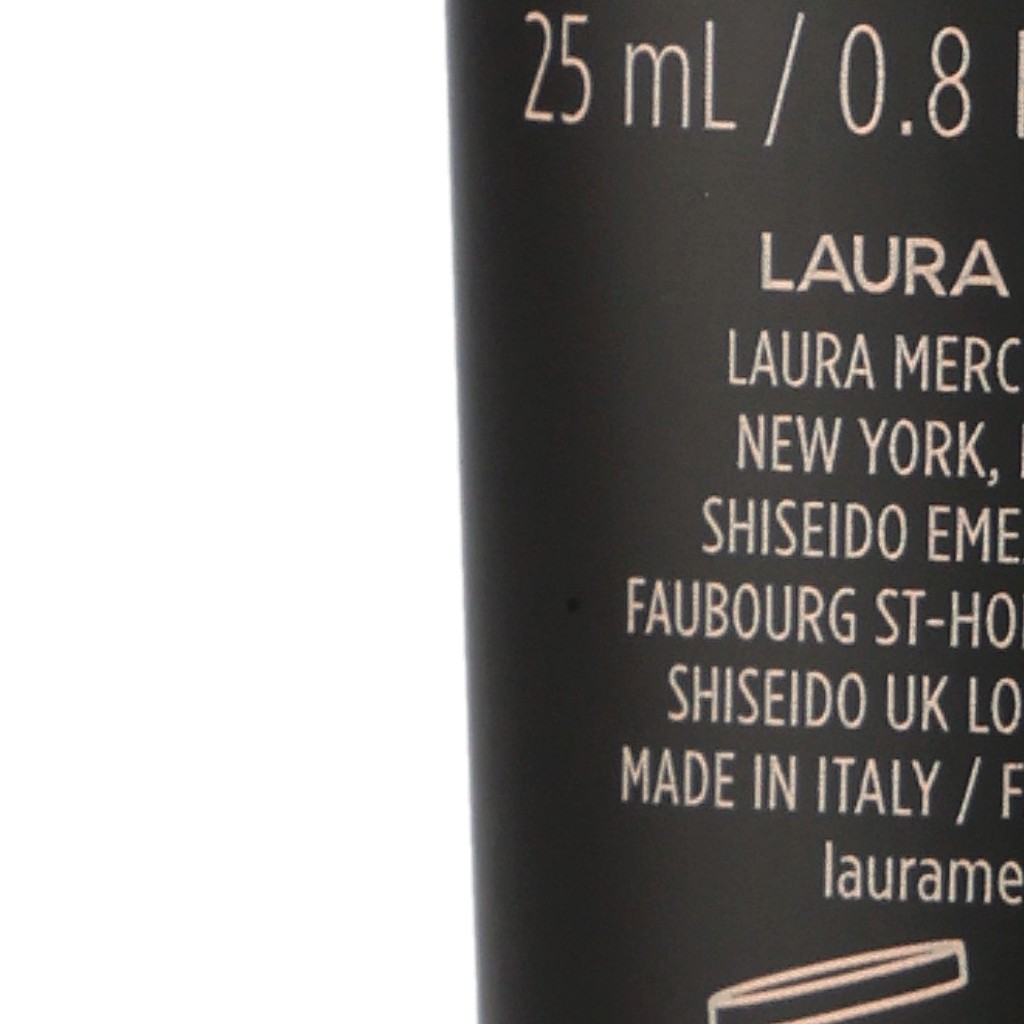 25 mL / 0.8
LAURA
LAURA MERC
NEW YORK,
SHISEIDO EME
FAUBOURG ST-HO
SHISEIDO UK LO
MADE IN ITALY / F
laurame